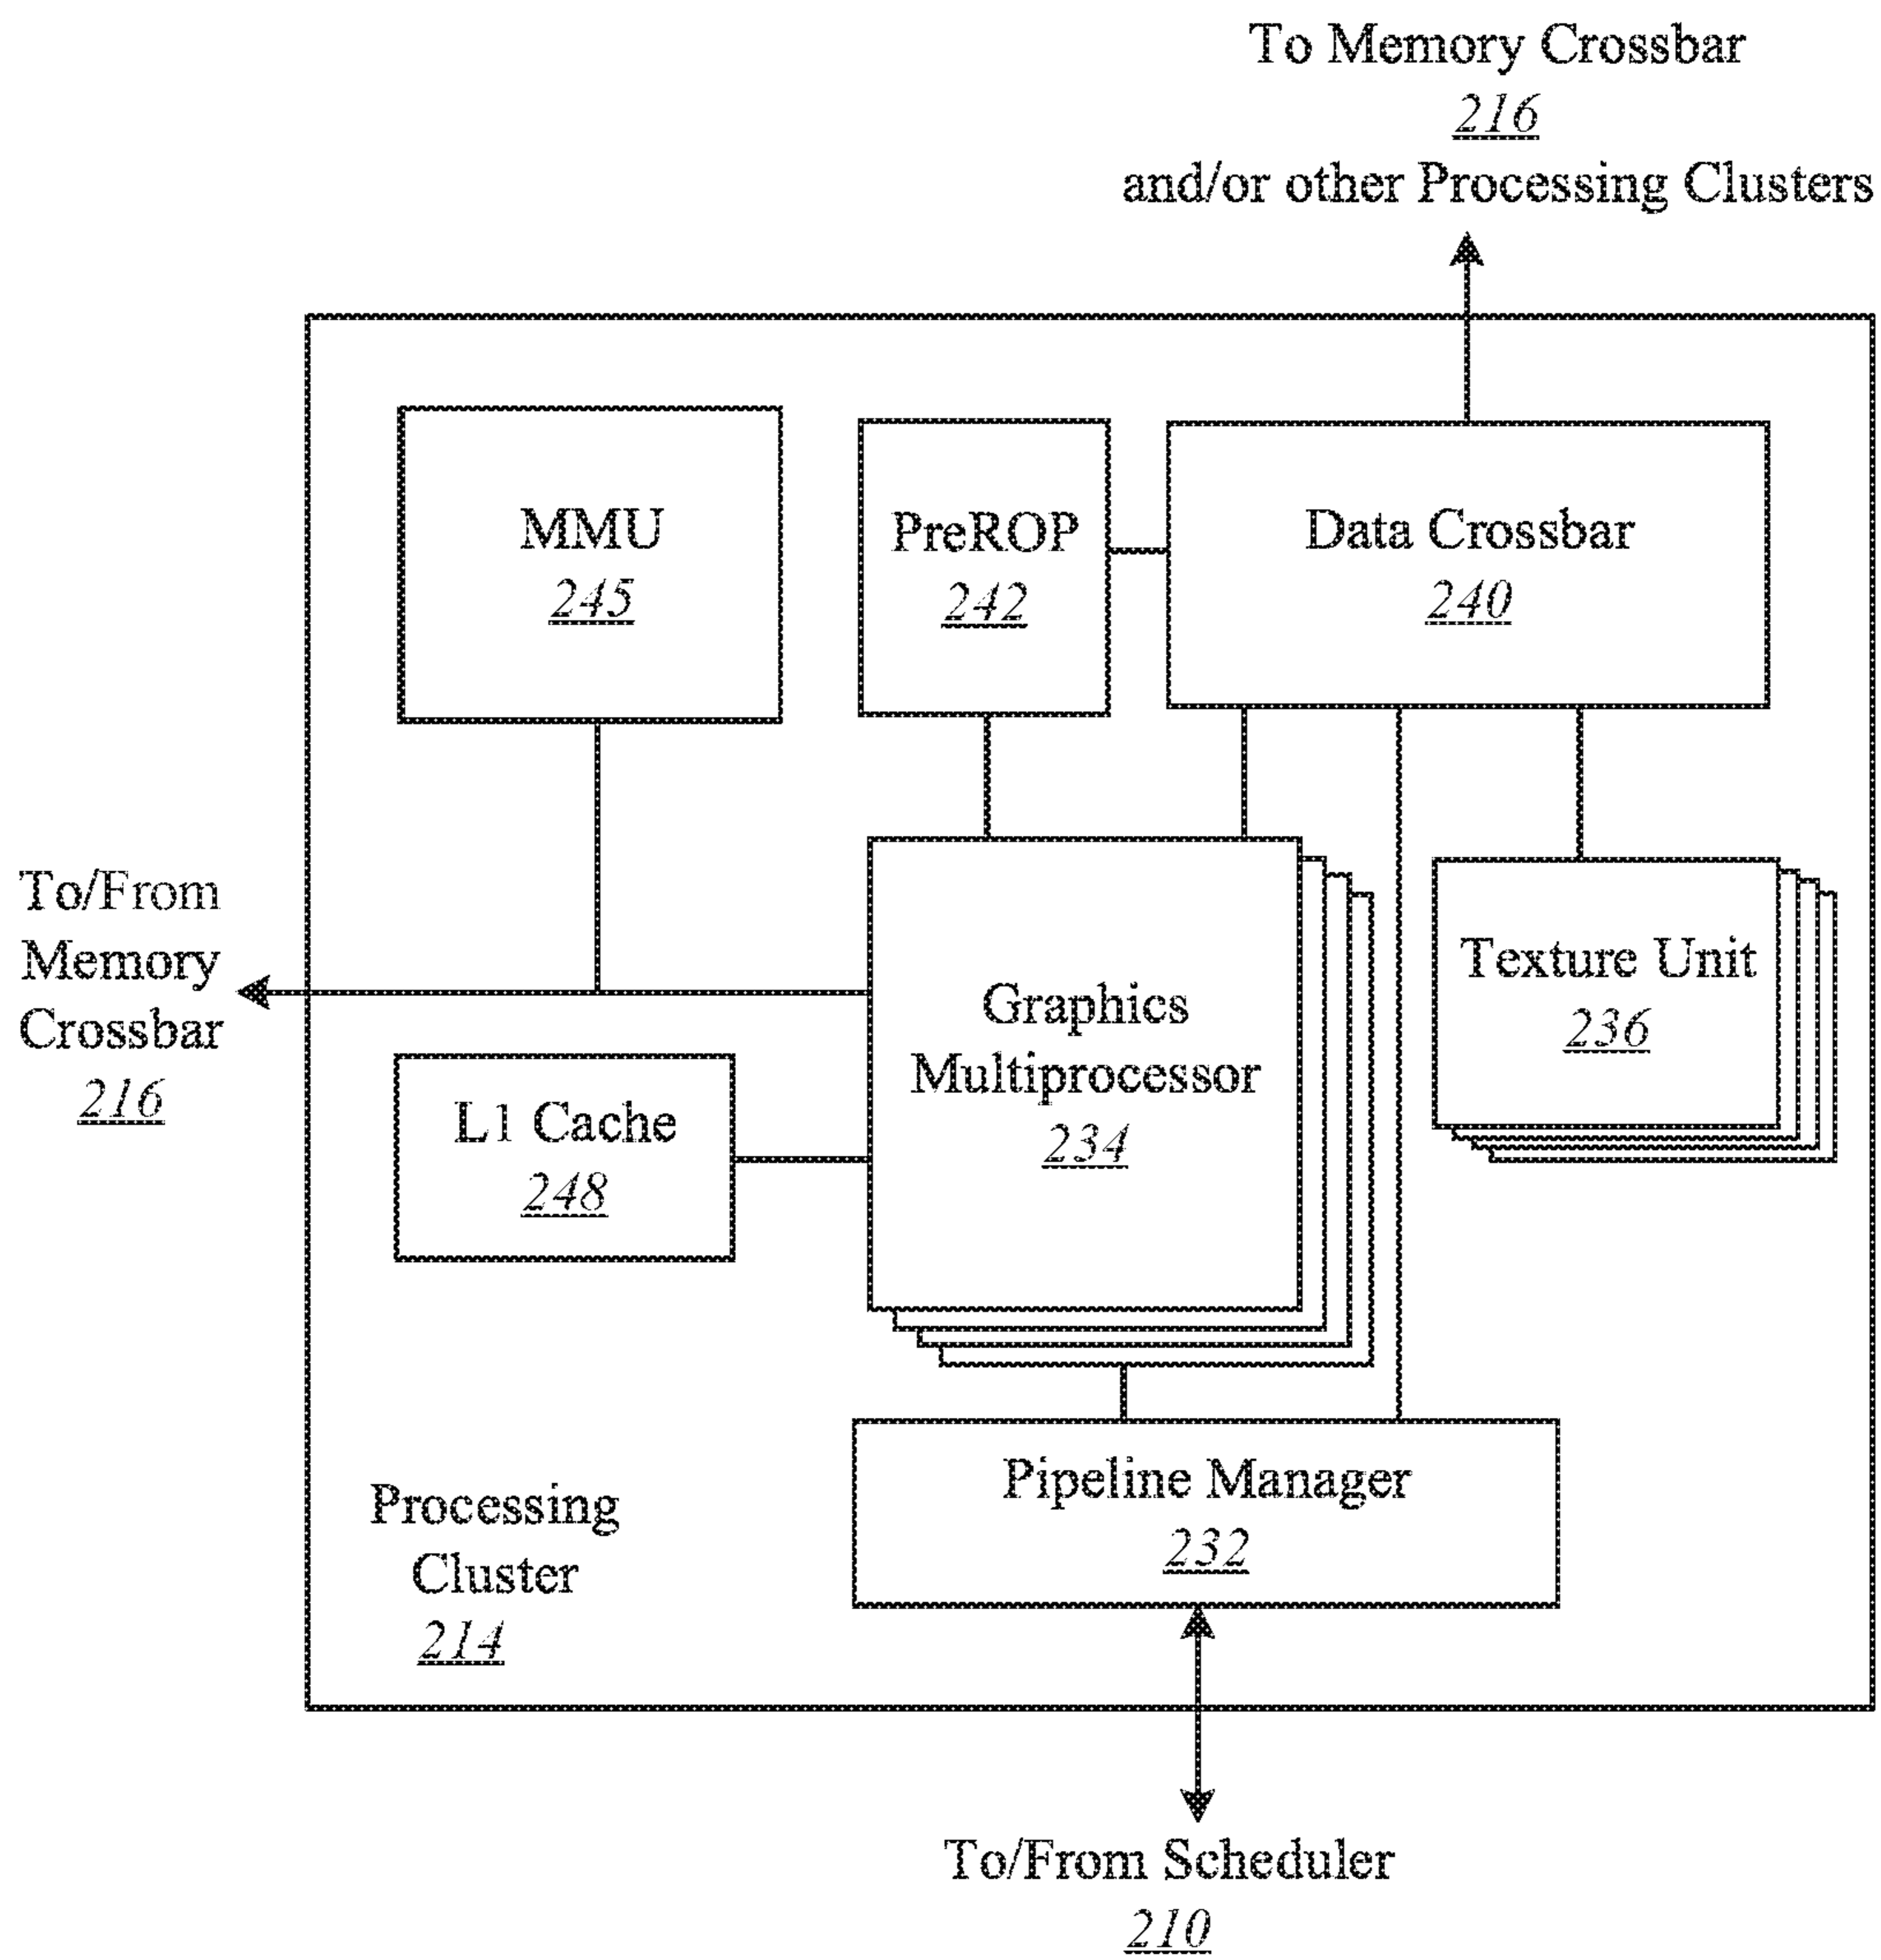 To Memory Crossbar
216
and/or other Processing Clusters
MMU
245
PreROP
242
Data Crossbar
240
To/From
Memory
Crossbar
216
L1 Cache
248
Graphics
Multiprocessor
234
Texture Unit
236
Processing
Cluster
214
Pipeline Manager
232
To/From Scheduler
210